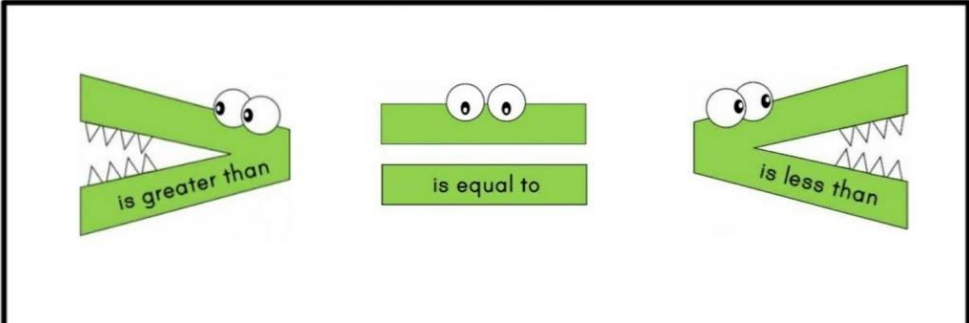 is greater than
is equal to
is less than